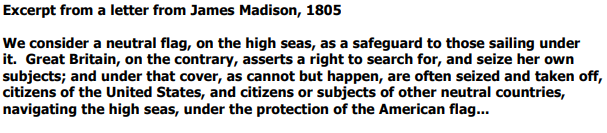 Excerpt from a letter from James Madison, 1805
We consider a neutral flag, on the high seas, as a safeguard to those sailing under
it.  Great Britain, on the contrary, asserts a right to search for, and seize her own
subjects; and under that cover, as cannot but happen, are often seized and taken off,
citizens of the United States, and citizens or subjects of other neutral countries,
navigating the high seas, under the protection of the American flag...